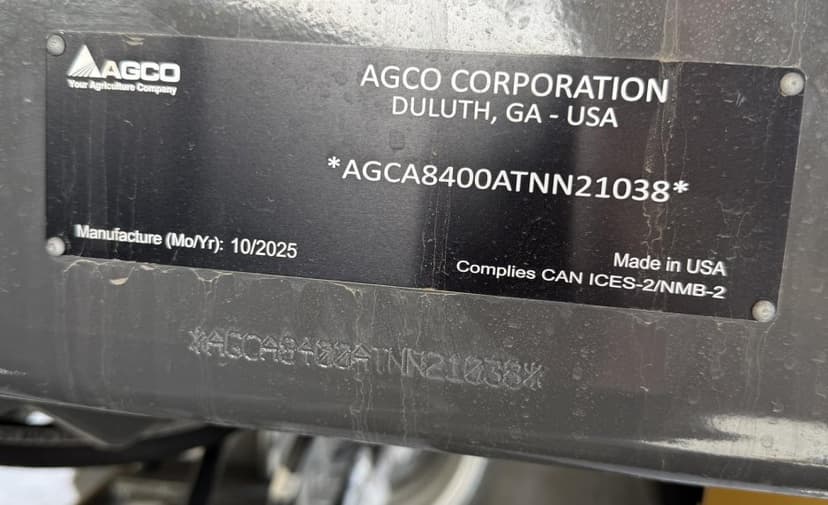 AGCO
Your Agriculture Company
AGCO CORPORATION
DULUTH, GA - USA
*AGCA8400ATNN21038*
Manufacture (Mo/Yr): 10/2025
Made in USA
Complies CAN ICES-2/NMB-2
*AGCA8400ATNN21038*